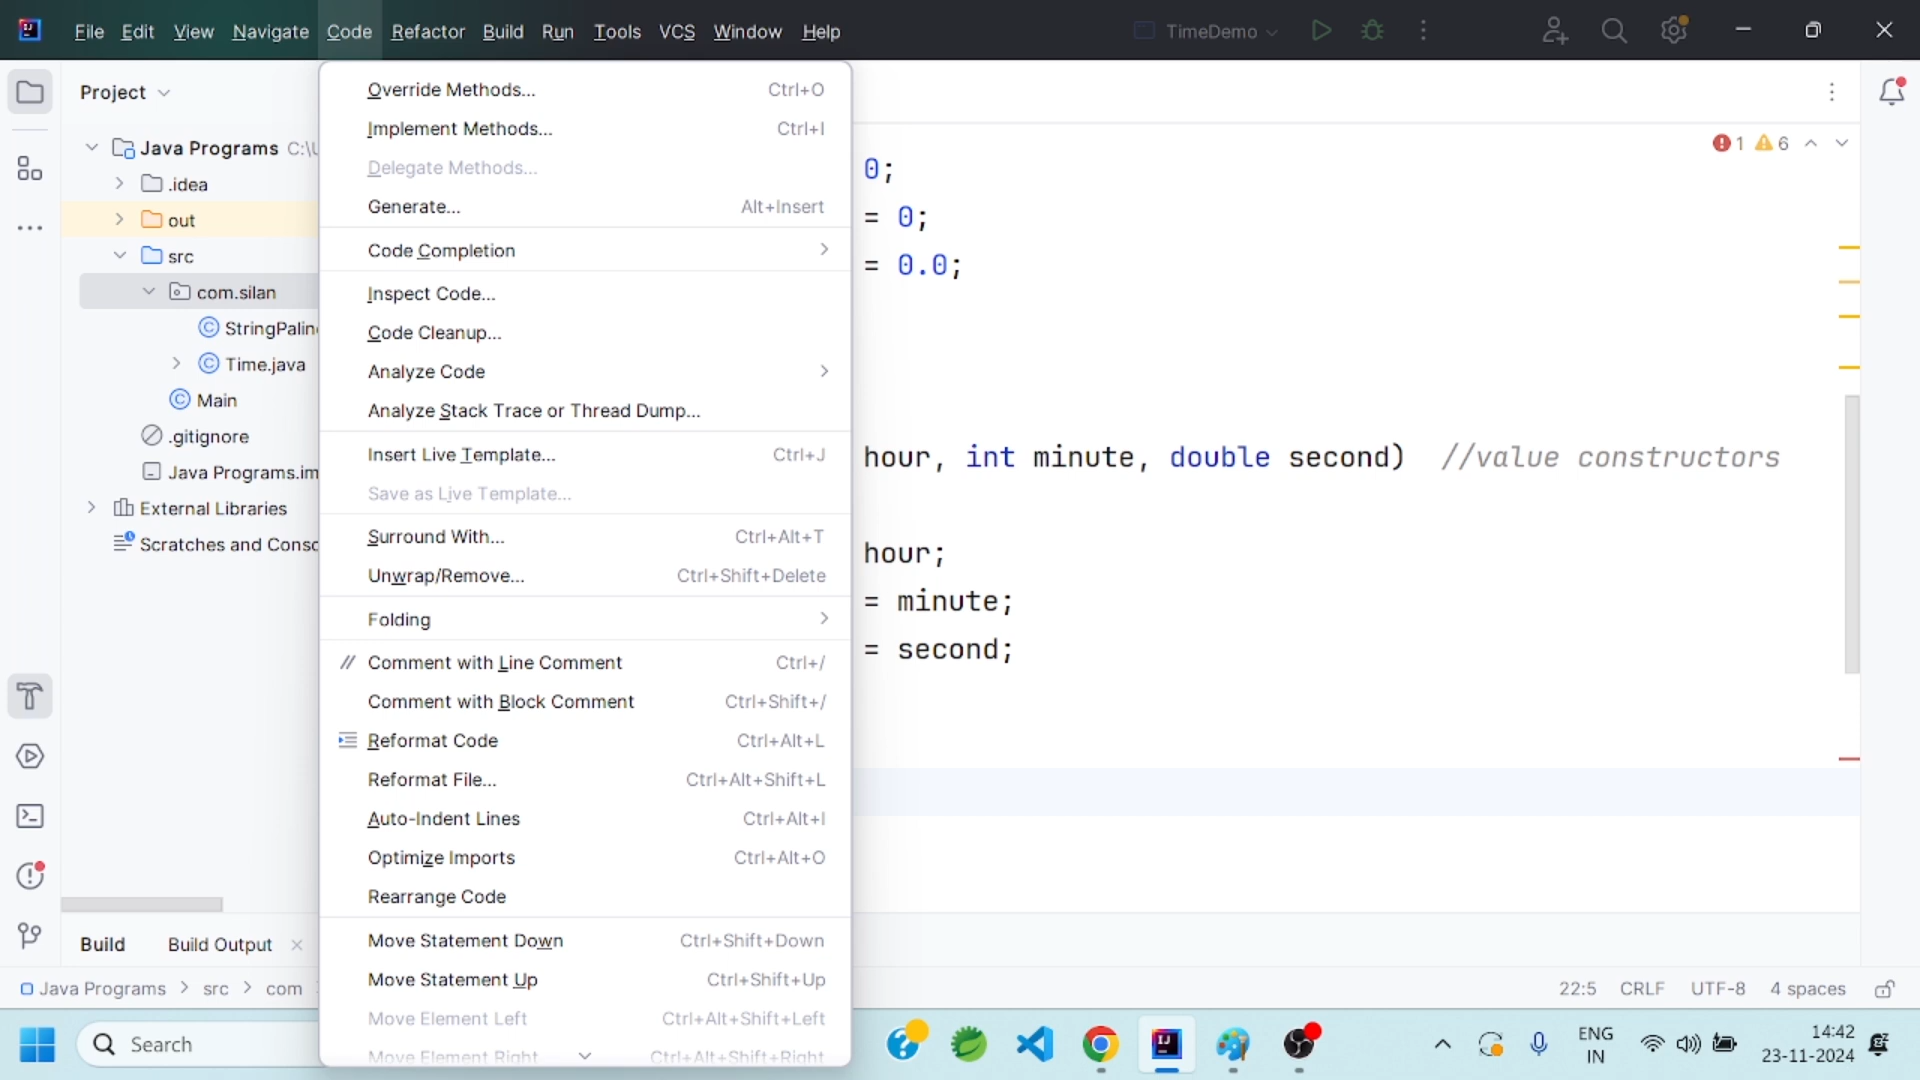 File Edit View Navigate Code Refactor Build Run Tools VCS Window Help TimeDemo
Project
Java Programs C:\U
.idea
out
src
com.silan
StringPalin
Time.java
Main
.gitignore
Java Programs.im
External Libraries
Scratches and Conso
Override Methods... Ctrl+O
Implement Methods... Ctrl+I
Delegate Methods...
Generate... Alt+Insert
Code Completion
Inspect Code...
Code Cleanup...
Analyze Code
Analyze Stack Trace or Thread Dump...
Insert Live Template... Ctrl+J
Save as Live Template...
Surround With... Ctrl+Alt+T
Unwrap/Remove... Ctrl+Shift+Delete
Folding
// Comment with Line Comment Ctrl+/
Comment with Block Comment Ctrl+Shift+/
Reformat Code Ctrl+Alt+L
Reformat File... Ctrl+Alt+Shift+L
Auto-Indent Lines Ctrl+Alt+I
Optimize Imports Ctrl+Alt+O
Rearrange Code
Move Statement Down Ctrl+Shift+Down
Move Statement Up Ctrl+Shift+Up
Move Element Left Ctrl+Alt+Shift+Left
Move Element Right Ctrl+Alt+Shift+Right
1 6
0;
= 0;
= 0.0;
hour, int minute, double second) //value constructors
hour;
= minute;
= second;
Build Build Output
Java Programs > src > com
22:5 CRLF UTF-8 4 spaces
Search
ENG
IN
14:42
23-11-2024